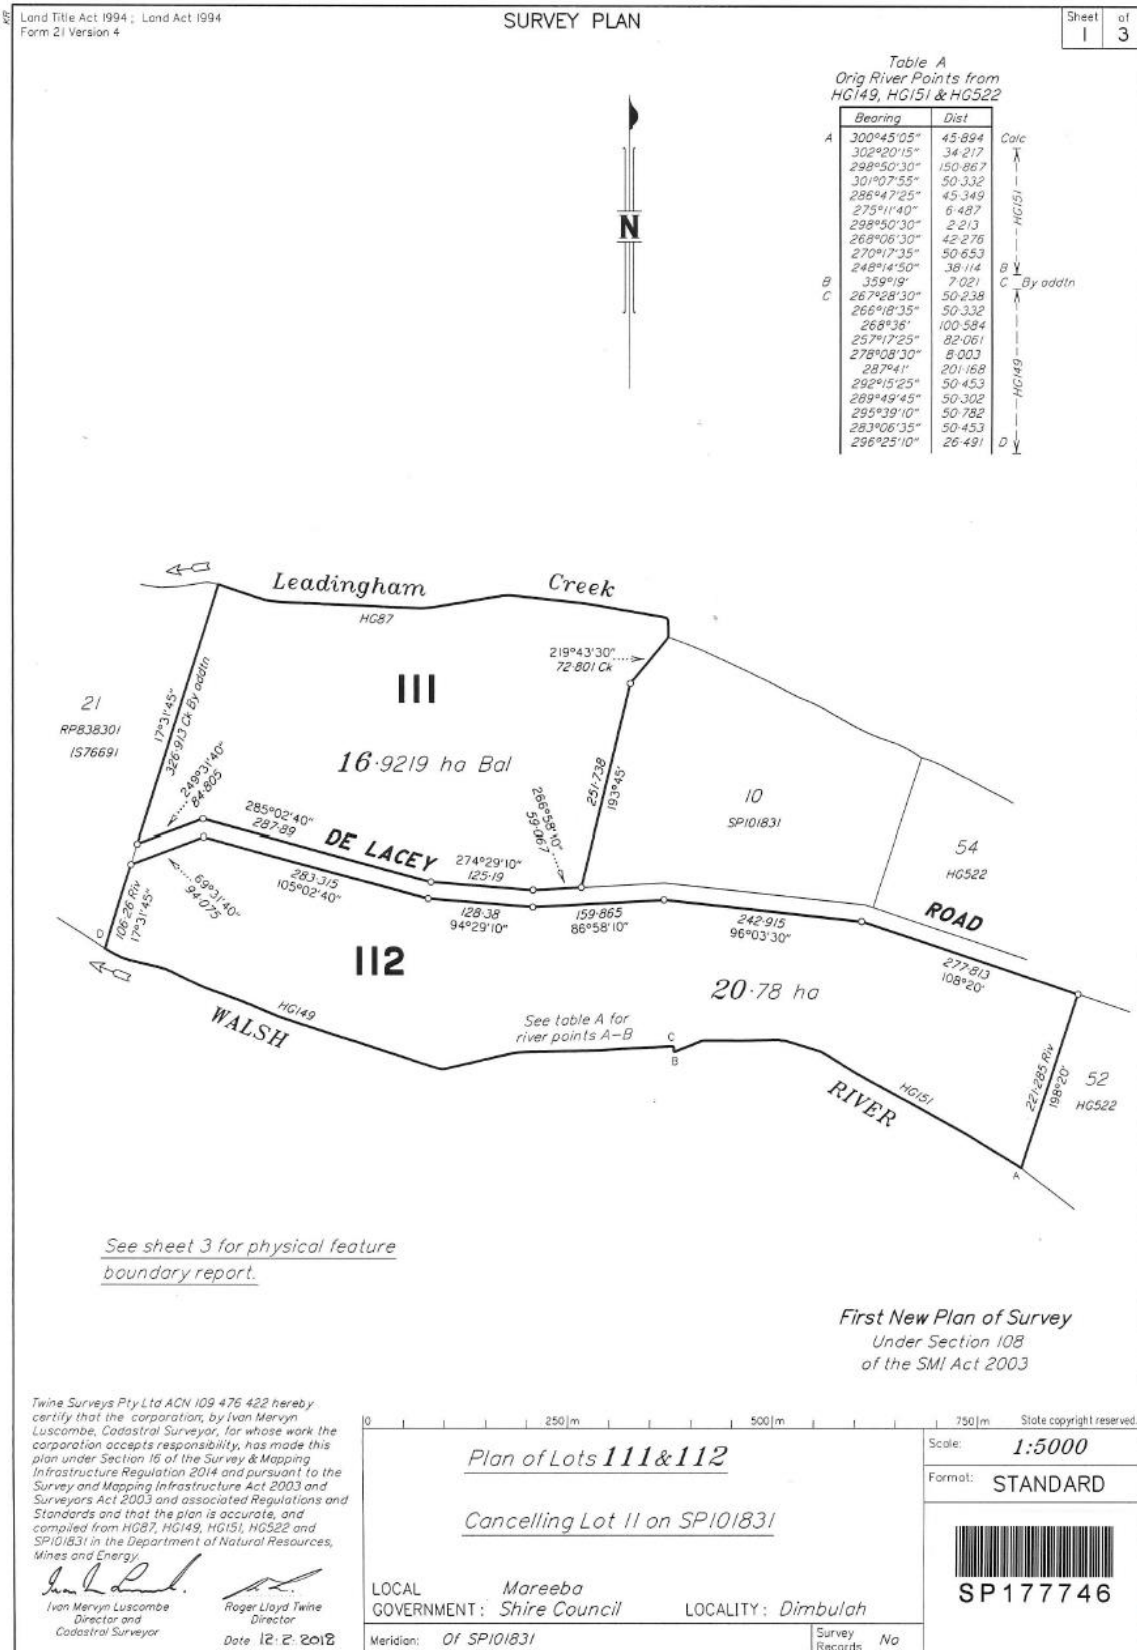 KR
Land Title Act 1994 ; Land Act 1994
Form 21 Version 4
SURVEY PLAN
Sheet of
1 3
Table A
Orig River Points from
HG149, HG151 & HG522
Bearing Dist
A 300°45'05" 45·894 Calc
302°20'15" 34·217
298°50'30" 150·867
301°07'55" 50·332
286°47'25" 45·349
275°11'40" 6·487
298°50'30" 2·213
268°06'30" 42·276
270°17'35" 50·653
248°14'50" 38·114 B
HG151
B 359°19' 7·021 C By addtn
C 267°28'30" 50·238
266°18'35" 50·332
268°36' 100·584
257°17'25" 82·061
278°08'30" 8·003
287°41' 201·168
292°15'25" 50·453
289°49'45" 50·302
295°39'10" 50·782
283°06'35" 50·453
296°25'10" 26·491 D
HG149
N
Leadingham Creek
HG87
219°43'30"
72·801 Ck
111
21
RP838301
IS76691
17°31'45"
326·913 Ck By addtn
249°31'40"
84·805
16·9219 ha Bal
285°02'40"
287·89
DE LACEY
274°29'10"
125·19
266°58'10"
59·067
251·738
193°45'
10
SP101831
54
HG522
ROAD
69°31'40"
94·075
283·315
105°02'40"
128·38
94°29'10"
159·865
86°58'10"
242·915
96°03'30"
277·813
108°20'
106·26 Riv
17°31'45"
D
112
20·78 ha
HG149
WALSH
See table A for
river points A-B
C
B
RIVER
HG151
221·285 Riv
198°20'
52
HG522
A
See sheet 3 for physical feature
boundary report.
First New Plan of Survey
Under Section 108
of the SMI Act 2003
Twine Surveys Pty Ltd ACN 109 476 422 hereby
certify that the corporation, by Ivan Mervyn
Luscombe, Cadastral Surveyor, for whose work the
corporation accepts responsibility, has made this
plan under Section 16 of the Survey & Mapping
Infrastructure Regulation 2014 and pursuant to the
Survey and Mapping Infrastructure Act 2003 and
Surveyors Act 2003 and associated Regulations and
Standards and that the plan is accurate, and
compiled from HG87, HG149, HG151, HG522 and
SP101831 in the Department of Natural Resources,
Mines and Energy.
Ivan Mervyn Luscombe
Director and
Cadastral Surveyor
Roger Lloyd Twine
Director
Date 12·2·2018
0 250 m 500 m 750 m State copyright reserved.
Plan of Lots 111&112
Cancelling Lot 11 on SP101831
LOCAL
GOVERNMENT : Mareeba
Shire Council
LOCALITY : Dimbulah
Meridian: Of SP101831
Survey
Records No
Scale: 1:5000
Format: STANDARD
SP177746